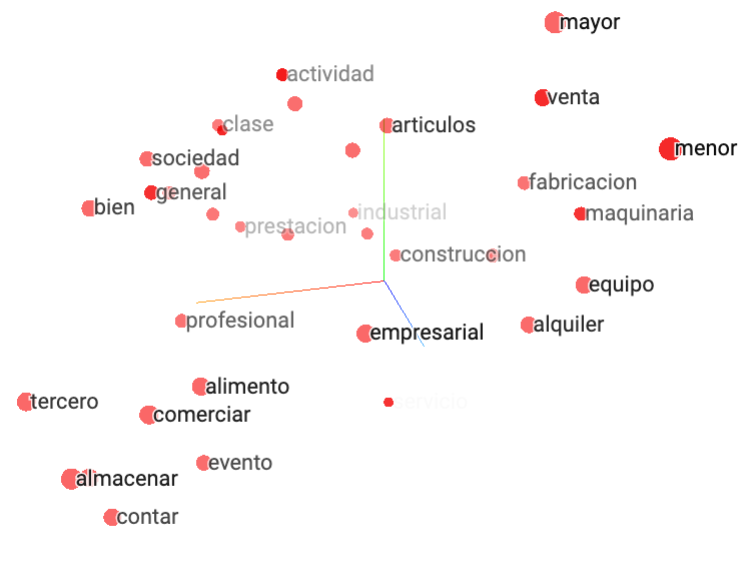 mayor
actividad
venta
clase
articulos
menor
sociedad
fabricacion
general
bien
industrial
maquinaria
prestacion
construccion
equipo
profesional
alquiler
empresarial
alimento
tercero
servicio
comerciar
evento
almacenar
contar